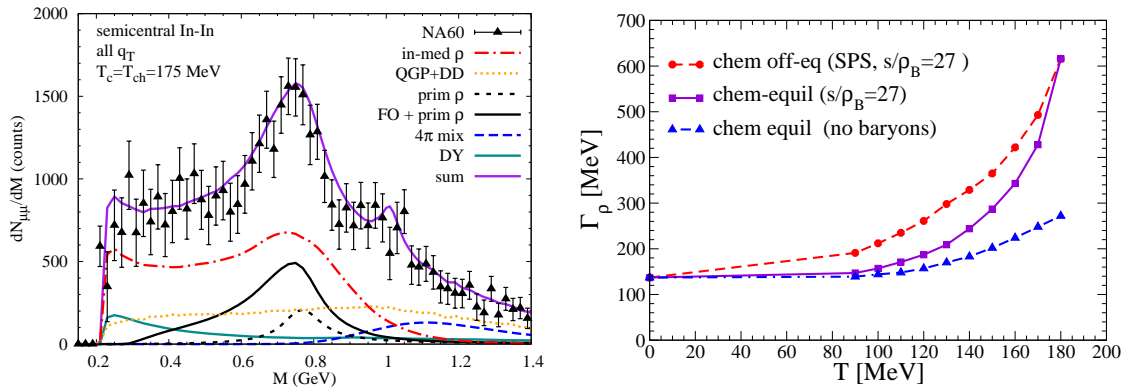 semicentral In-In
all q_T
T_c=T_ch=175 MeV
NA60
in-med ρ
QGP+DD
prim ρ
FO + prim ρ
4π mix
DY
sum
2000
1500
1000
500
0
dN_μμ/dM (counts)
0.2 0.4 0.6 0.8 1 1.2 1.4
M (GeV)
chem off-eq (SPS, s/ρ_B=27 )
chem-equil (s/ρ_B=27)
chem equil (no baryons)
700
600
500
400
300
200
100
0
Γ_ρ [MeV]
0 20 40 60 80 100 120 140 160 180 200
T [MeV]